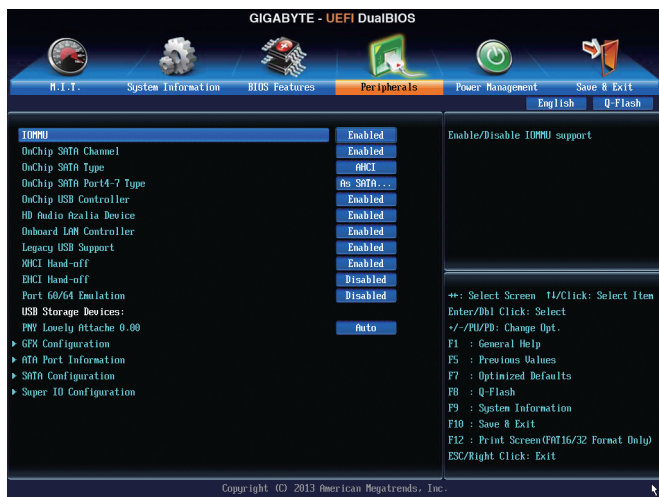 GIGABYTE - UEFI DualBIOS
M.I.T.
System Information
BIOS Features
Peripherals
Power Management
Save & Exit
English
Q-Flash
IOMMU Enabled
OnChip SATA Channel Enabled
OnChip SATA Type AHCI
OnChip SATA Port4-7 Type As SATA...
OnChip USB Controller Enabled
HD Audio Azalia Device Enabled
Onboard LAN Controller Enabled
Legacy USB Support Enabled
XHCI Hand-off Enabled
EHCI Hand-off Disabled
Port 60/64 Emulation Disabled
USB Storage Devices:
PNY Lovely Attache 0.00 Auto
GFX Configuration
ATA Port Information
SATA Configuration
Super IO Configuration
Enable/Disable IOMMU support
→←: Select Screen ↑↓/Click: Select Item
Enter/Dbl Click: Select
+/-/PU/PD: Change Opt.
F1 : General Help
F5 : Previous Values
F7 : Optimized Defaults
F8 : Q-Flash
F9 : System Information
F10 : Save & Exit
F12 : Print Screen(FAT16/32 Format Only)
ESC/Right Click: Exit
Copyright (C) 2013 American Megatrends, Inc.